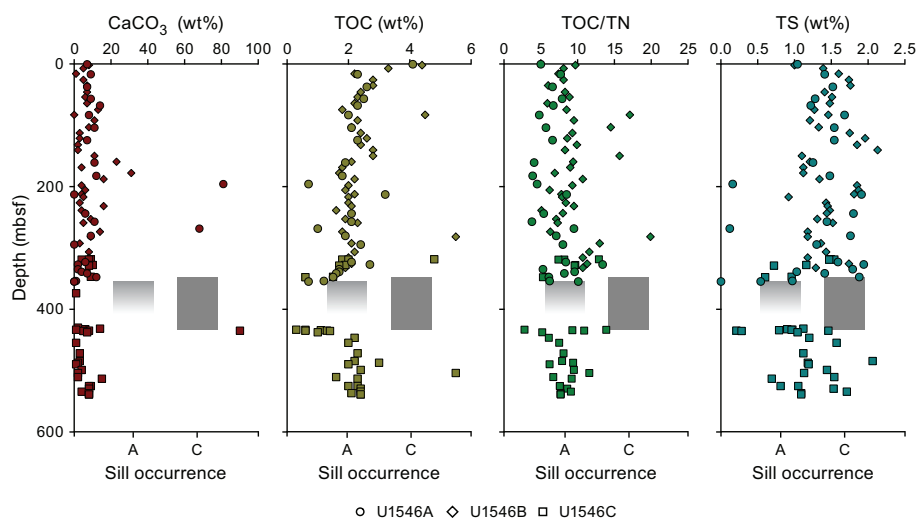 CaCO3 (wt%) TOC (wt%) TOC/TN TS (wt%)
0 20 40 60 80 100 0 2 4 6 0 5 10 15 20 25 0.0 0.5 1.0 1.5 2.0 2.5
0
200
400
600
Depth (mbsf)
A C A C A C A C
Sill occurrence Sill occurrence Sill occurrence Sill occurrence
U1546A U1546B U1546C